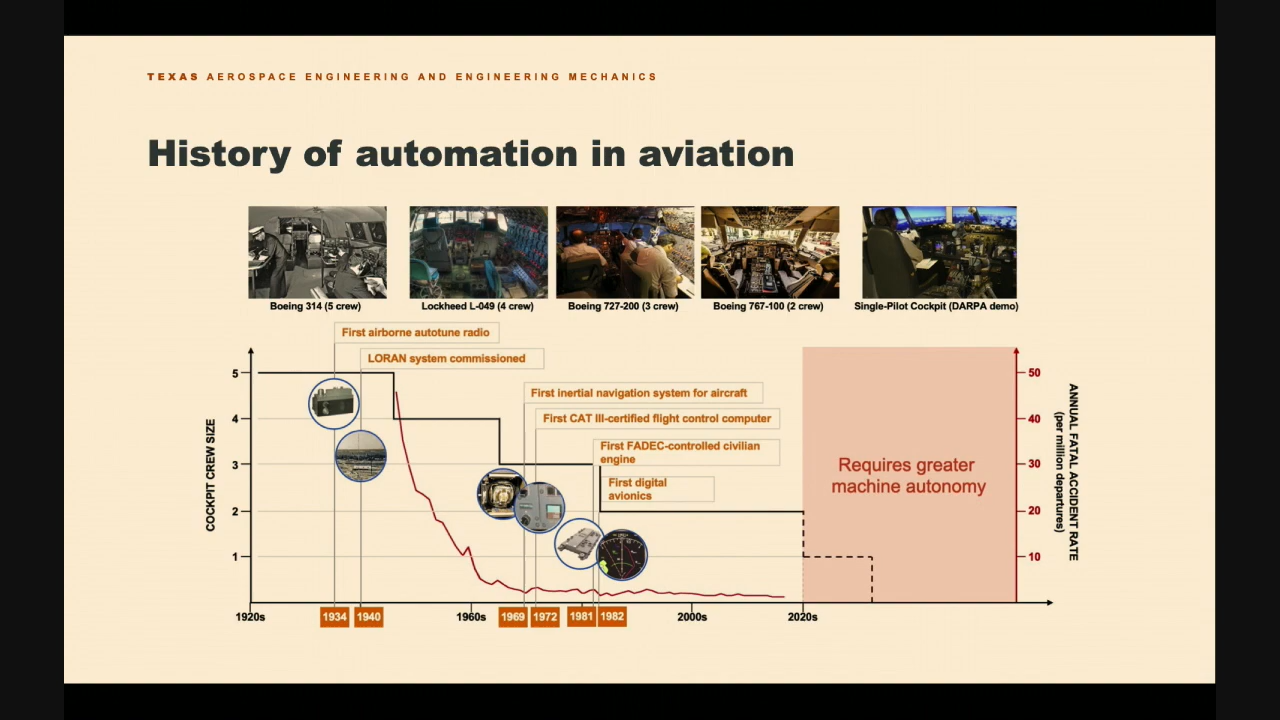 TEXAS AEROSPACE ENGINEERING AND ENGINEERING MECHANICS
History of automation in aviation
Boeing 314 (5 crew)
Lockheed L-049 (4 crew)
Boeing 727-200 (3 crew)
Boeing 767-100 (2 crew)
Single-Pilot Cockpit (DARPA demo)
First airborne autotune radio
LORAN system commissioned
First inertial navigation system for aircraft
First CAT III-certified flight control computer
First FADEC-controlled civilian
engine
First digital
avionics
COCKPIT CREW SIZE
5
4
3
2
1
Requires greater
machine autonomy
50
40
30
20
10
ANNUAL FATAL ACCIDENT RATE
(per million departures)
1920s
1934
1940
1960s
1969
1972
1981
1982
2000s
2020s